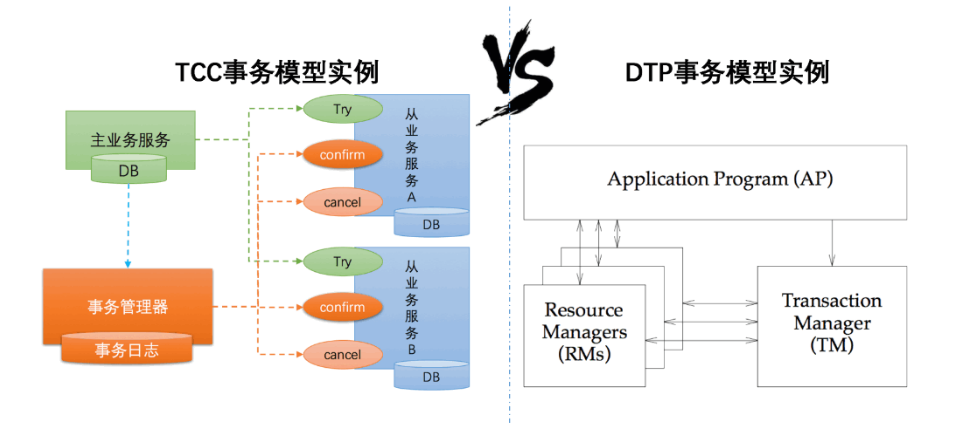 TCC事务模型实例
VS
DTP事务模型实例
主业务服务
DB
事务管理器
事务日志
Try
confirm
cancel
从业务服务A
DB
Try
confirm
cancel
从业务服务B
DB
Application Program (AP)
Resource
Managers
(RMs)
Transaction
Manager
(TM)